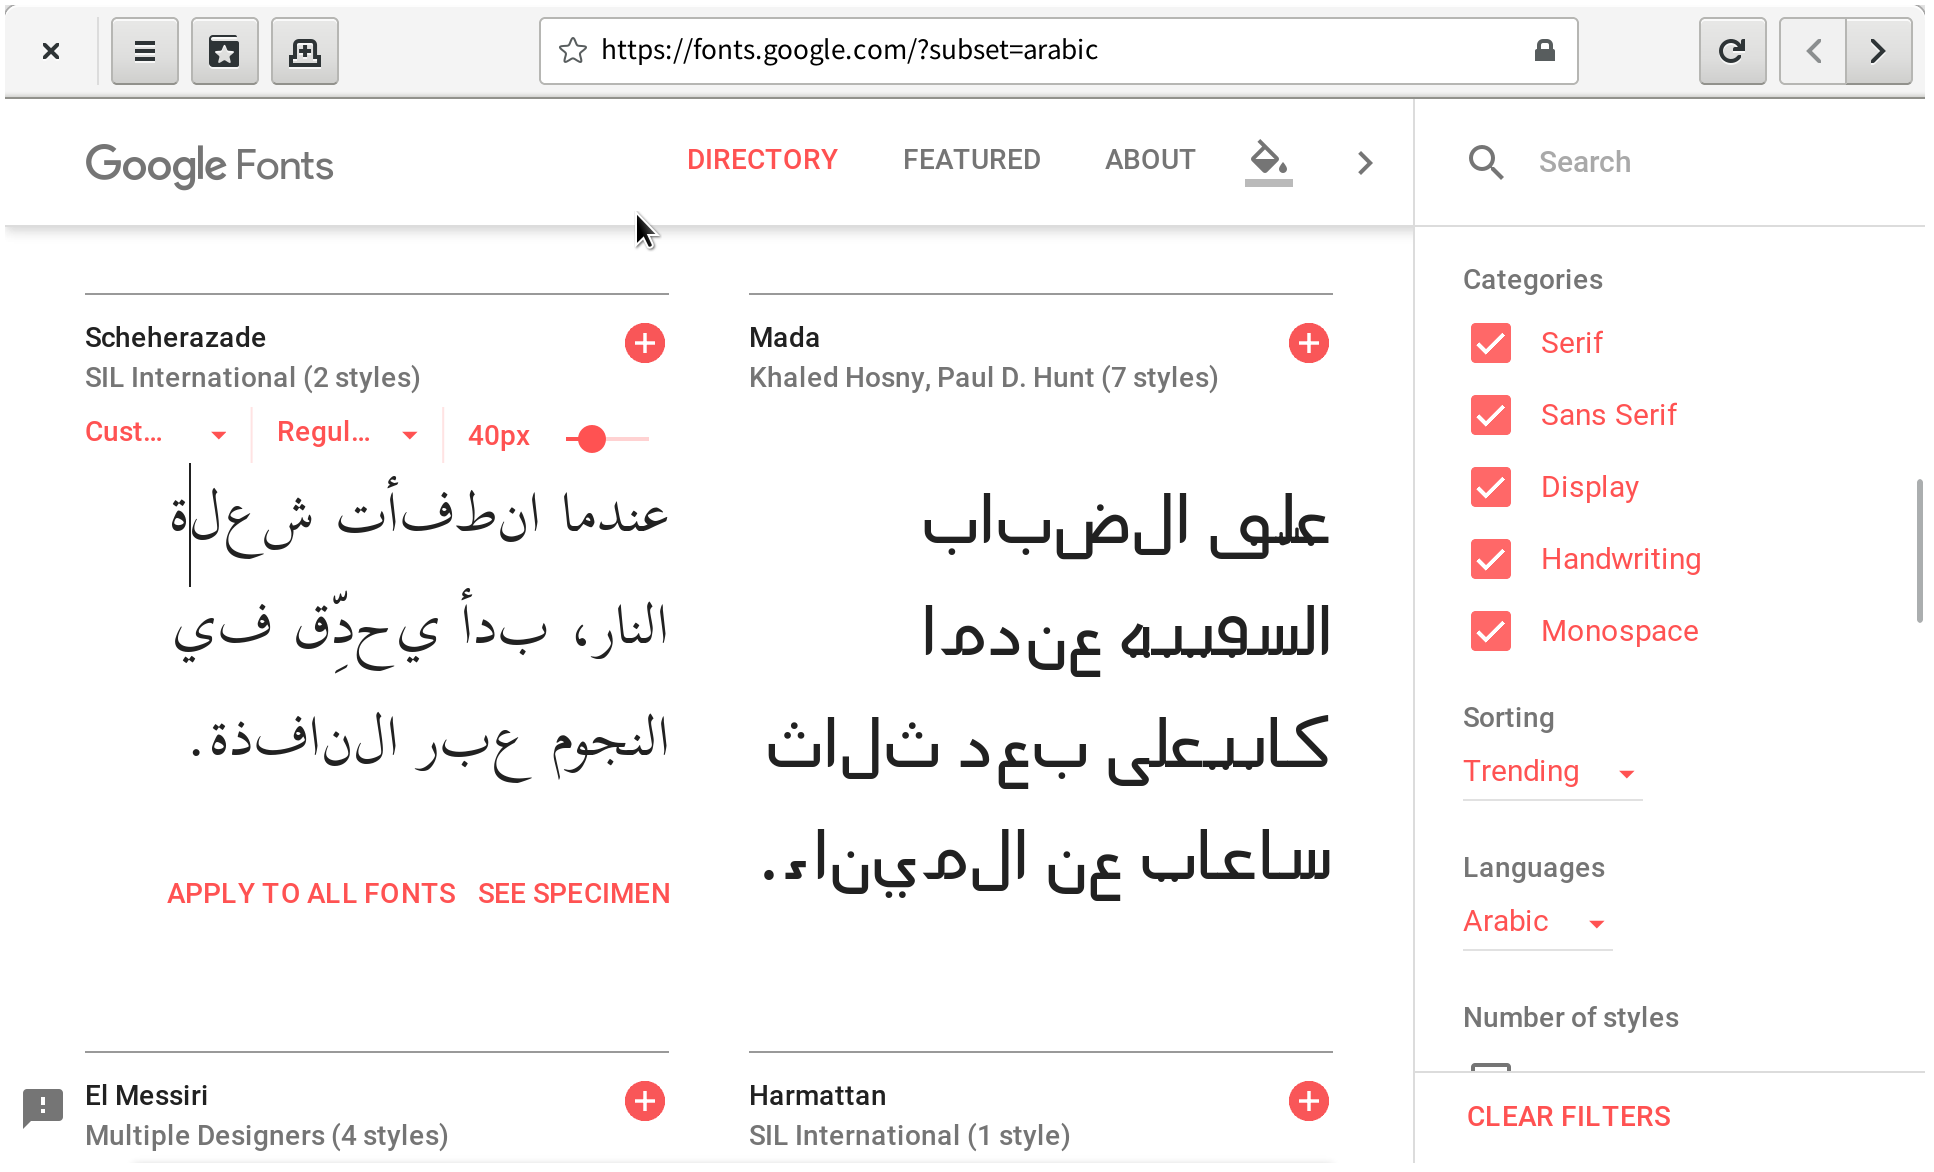 https://fonts.google.com/?subset=arabic
Google Fonts
DIRECTORY
FEATURED
ABOUT
Search
Scheherazade
SIL International (2 styles)
Cust...
Regul...
40px
عندما انطفأت شعلة
النار، بدأ يحدِّق في
النجوم عبر النافذة.
APPLY TO ALL FONTS
SEE SPECIMEN
Mada
Khaled Hosny, Paul D. Hunt (7 styles)
الضباب
السفينة عندما
كانت على بعد ثلاث
ساعات عن الميناء.
El Messiri
Multiple Designers (4 styles)
Harmattan
SIL International (1 style)
Categories
Serif
Sans Serif
Display
Handwriting
Monospace
Sorting
Trending
Languages
Arabic
Number of styles
CLEAR FILTERS